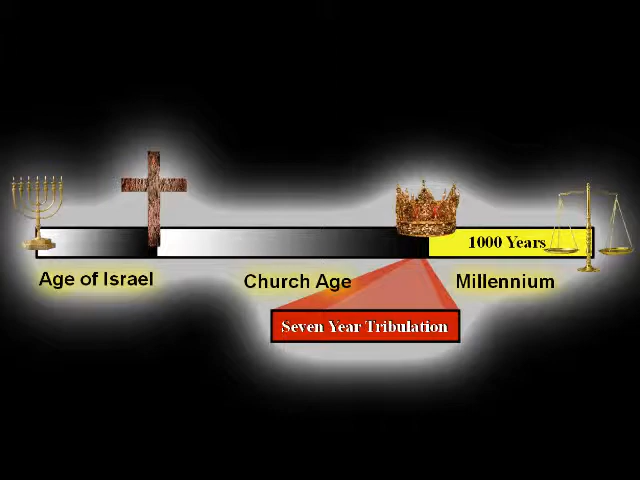 1000 Years
Age of Israel
Church Age
Millennium
Seven Year Tribulation